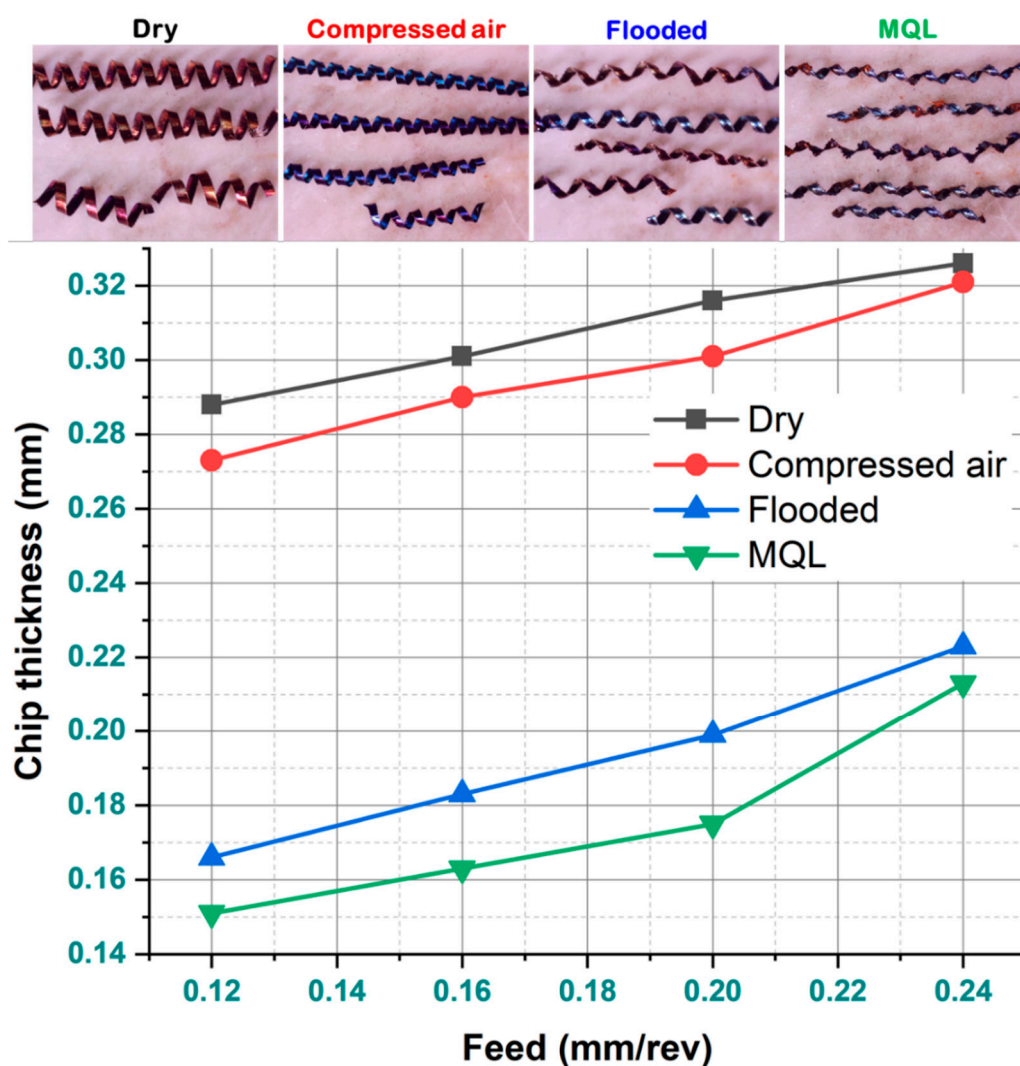 Dry
Compressed air
Flooded
MQL
0.32
0.30
0.28
0.26
0.24
0.22
0.20
0.18
0.16
0.14
Chip thickness (mm)
Dry
Compressed air
Flooded
MQL
0.12
0.14
0.16
0.18
0.20
0.22
0.24
Feed (mm/rev)